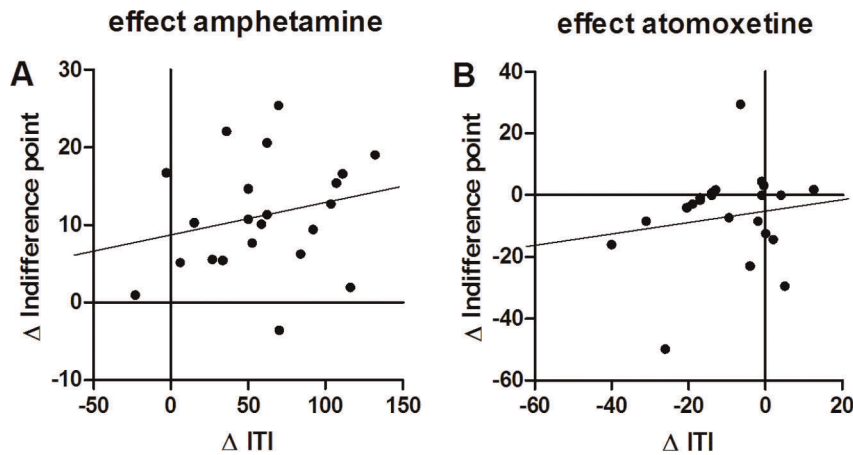 effect amphetamine
A
Δ Indifference point
30
20
10
0
-10
-50
0
50
100
150
Δ ITI
effect atomoxetine
B
Δ Indifference point
40
20
0
-20
-40
-60
-60
-40
-20
0
20
Δ ITI